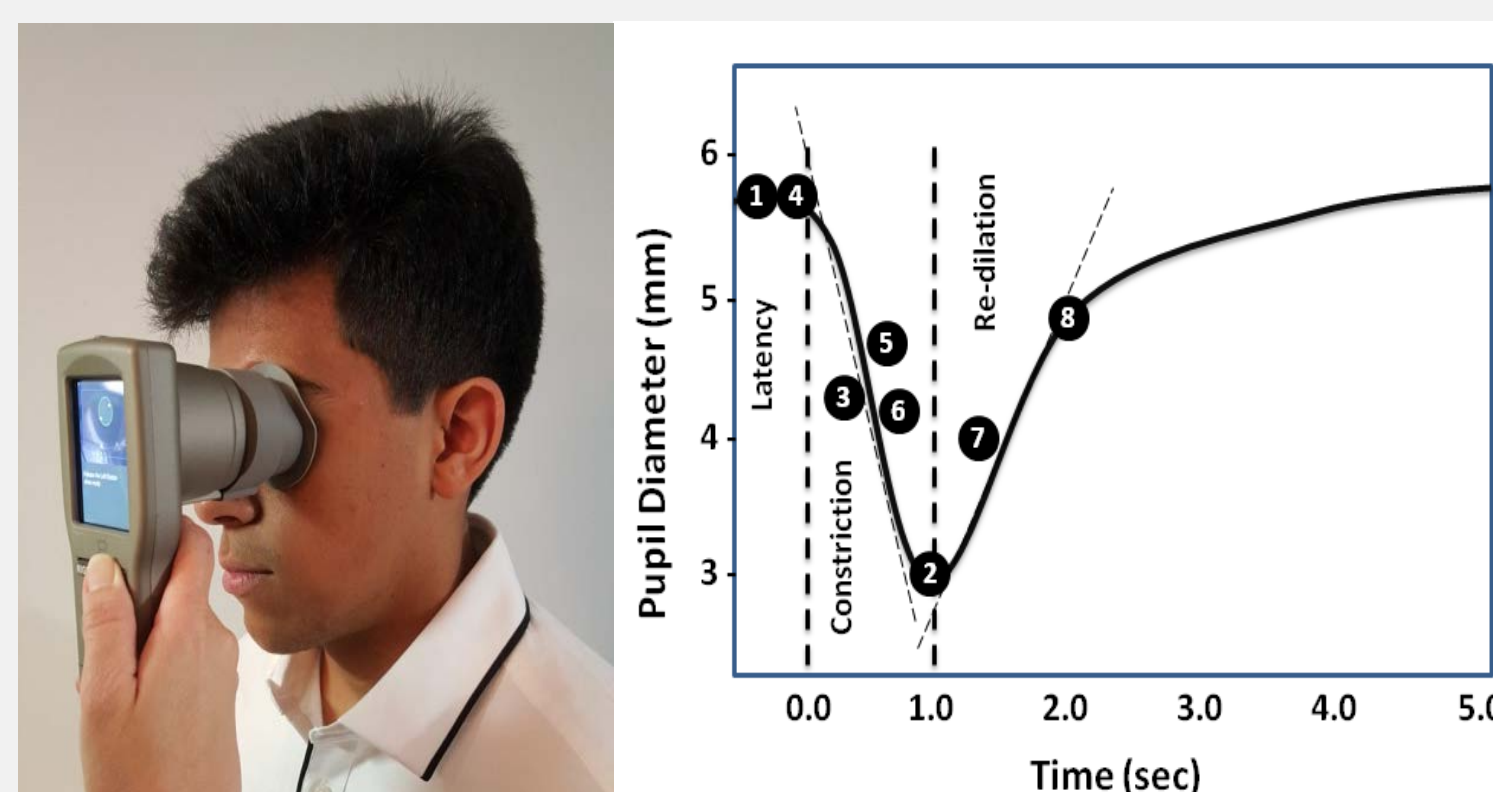 6
5
4
3
Pupil Diameter (mm)
Latency
Constriction
Re-dilation
1
4
5
3
6
7
8
2
0.0 1.0 2.0 3.0 4.0
Time (sec)